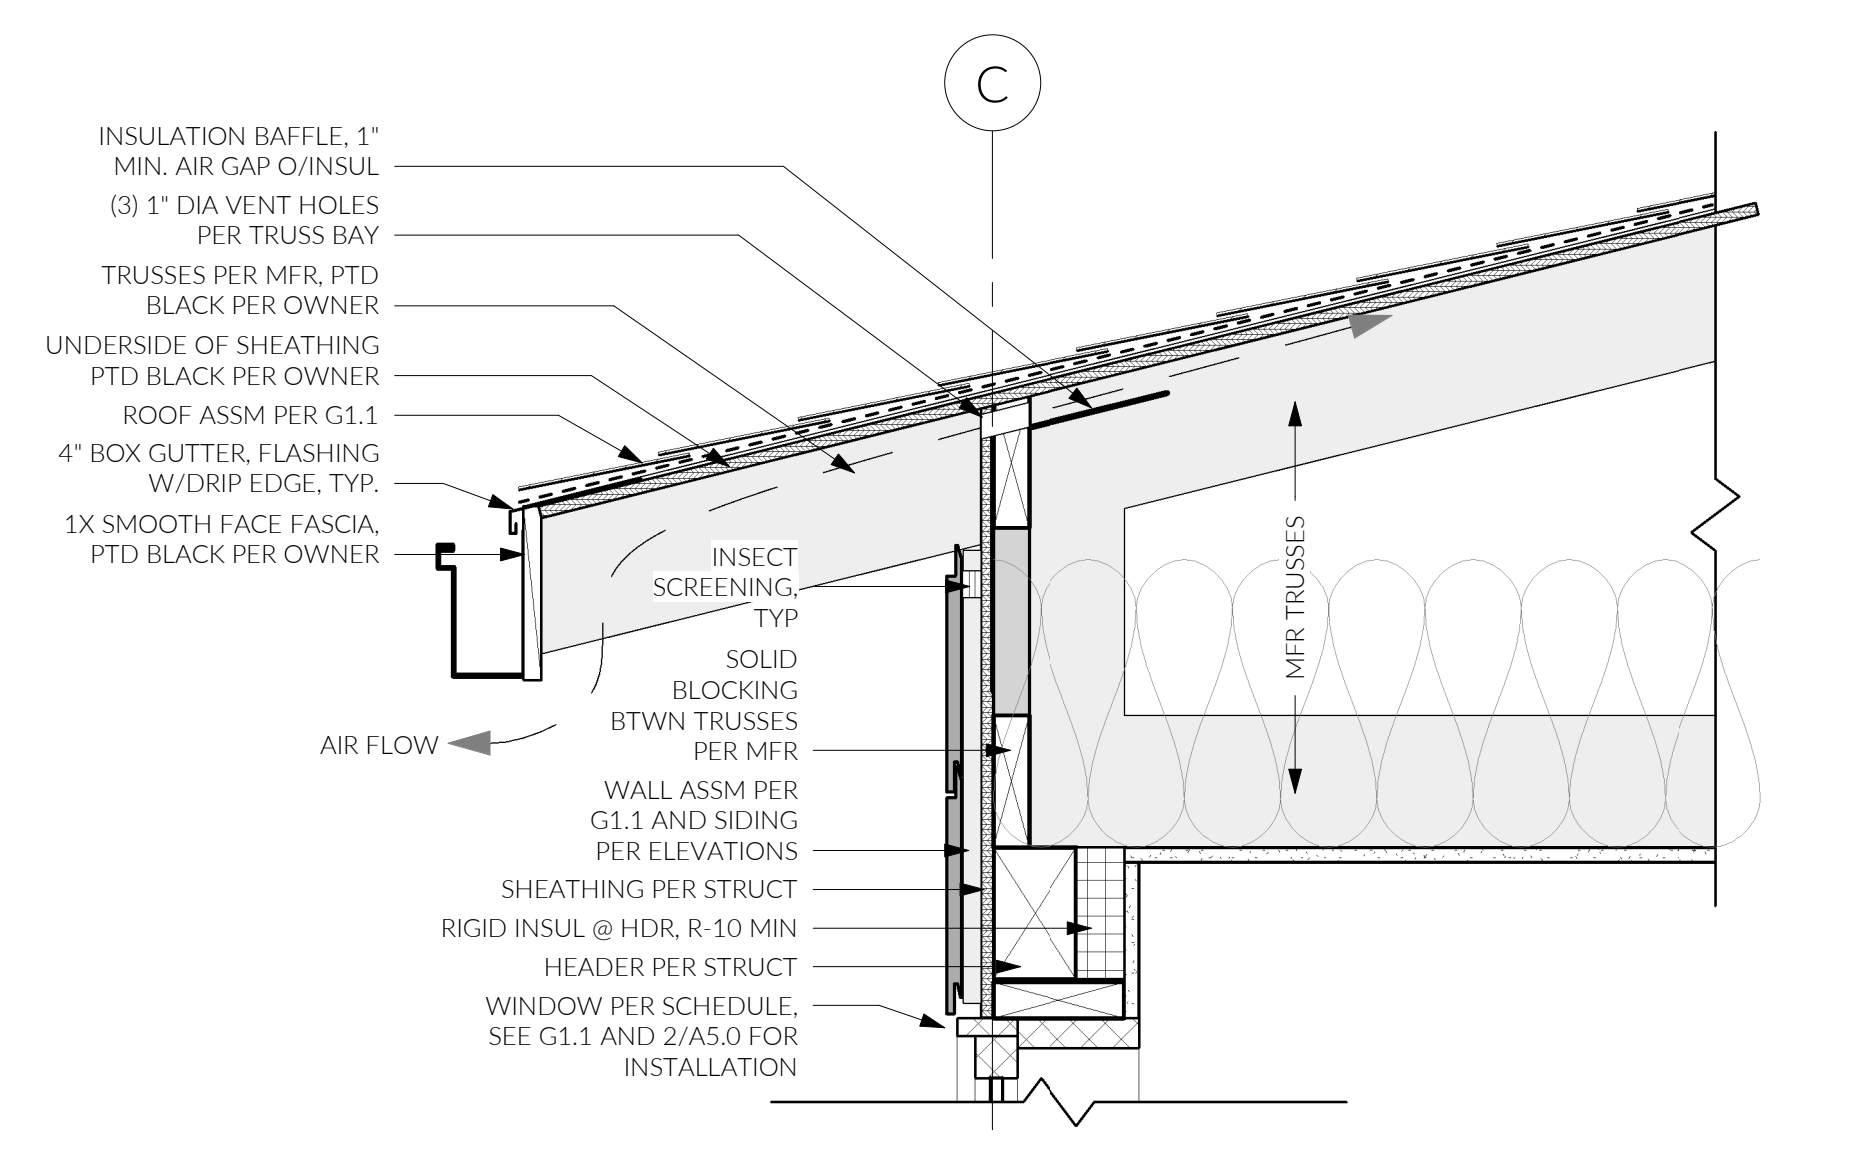 C
INSULATION BAFFLE, 1"
MIN. AIR GAP O/INSUL
(3) 1" DIA VENT HOLES
PER TRUSS BAY
TRUSSES PER MFR, PTD
BLACK PER OWNER
UNDERSIDE OF SHEATHING
PTD BLACK PER OWNER
ROOF ASSM PER G1.1
4" BOX GUTTER, FLASHING
W/DRIP EDGE, TYP.
1X SMOOTH FACE FASCIA,
PTD BLACK PER OWNER
AIR FLOW
INSECT
SCREENING,
TYP
SOLID
BLOCKING
BTWN TRUSSES
PER MFR
WALL ASSM PER
G1.1 AND SIDING
PER ELEVATIONS
SHEATHING PER STRUCT
RIGID INSUL @ HDR, R-10 MIN
HEADER PER STRUCT
WINDOW PER SCHEDULE,
SEE G1.1 AND 2/A5.0 FOR
INSTALLATION
MFR TRUSSES